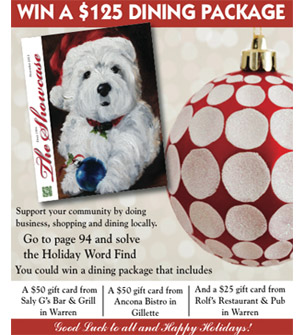 WIN A $125 DINING PACKAGE
The Showcase
Support your community by doing
business, shopping and dining locally.
Go to page 94 and solve
the Holiday Word Find
You could win a dining package that includes
A $50 gift card from
Saly G's Bar & Grill
in Warren
A $50 gift card from
Ancona Bistro in
Gillette
And a $25 gift card from
Rolf's Restaurant & Pub
in Warren
Good Luck to all and Happy Holidays!